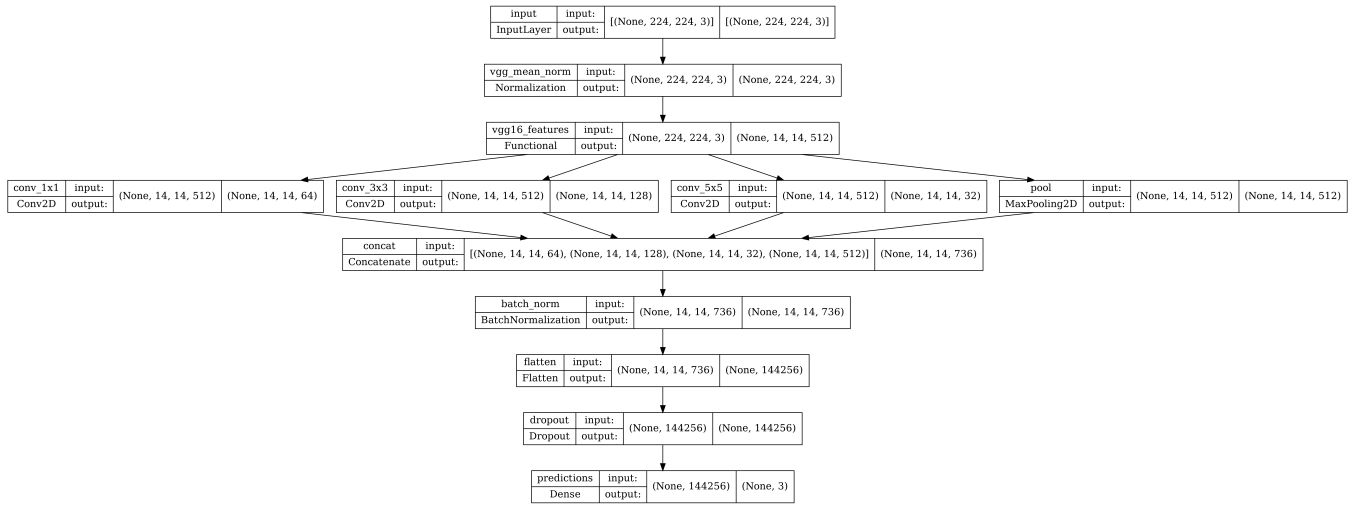 input input: [(None, 224, 224, 3)] [(None, 224, 224, 3)]
InputLayer output:
vgg_mean_norm input: (None, 224, 224, 3) (None, 224, 224, 3)
Normalization output:
vgg16_features input: (None, 224, 224, 3) (None, 14, 14, 512)
Functional output:
conv_1x1 input: (None, 14, 14, 512) (None, 14, 14, 64)
Conv2D output:
conv_3x3 input: (None, 14, 14, 512) (None, 14, 14, 128)
Conv2D output:
conv_5x5 input: (None, 14, 14, 512) (None, 14, 14, 32)
Conv2D output:
pool input: (None, 14, 14, 512) (None, 14, 14, 512)
MaxPooling2D output:
concat input: [(None, 14, 14, 64), (None, 14, 14, 128), (None, 14, 14, 32), (None, 14, 14, 512)] (None, 14, 14, 736)
Concatenate output:
batch_norm input: (None, 14, 14, 736) (None, 14, 14, 736)
BatchNormalization output:
flatten input: (None, 14, 14, 736) (None, 144256)
Flatten output:
dropout input: (None, 144256) (None, 144256)
Dropout output:
predictions input: (None, 144256) (None, 3)
Dense output: